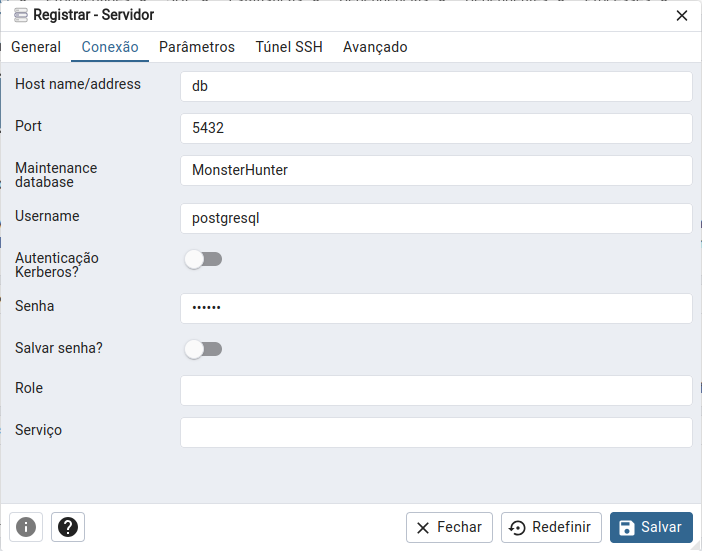 Registrar - Servidor
General Conexão Parâmetros Túnel SSH Avançado
Host name/address
db
Port
5432
Maintenance
database
MonsterHunter
Username
postgresql
Autenticação
Kerberos?
Senha
••••••
Salvar senha?
Role
Serviço
Fechar Redefinir Salvar